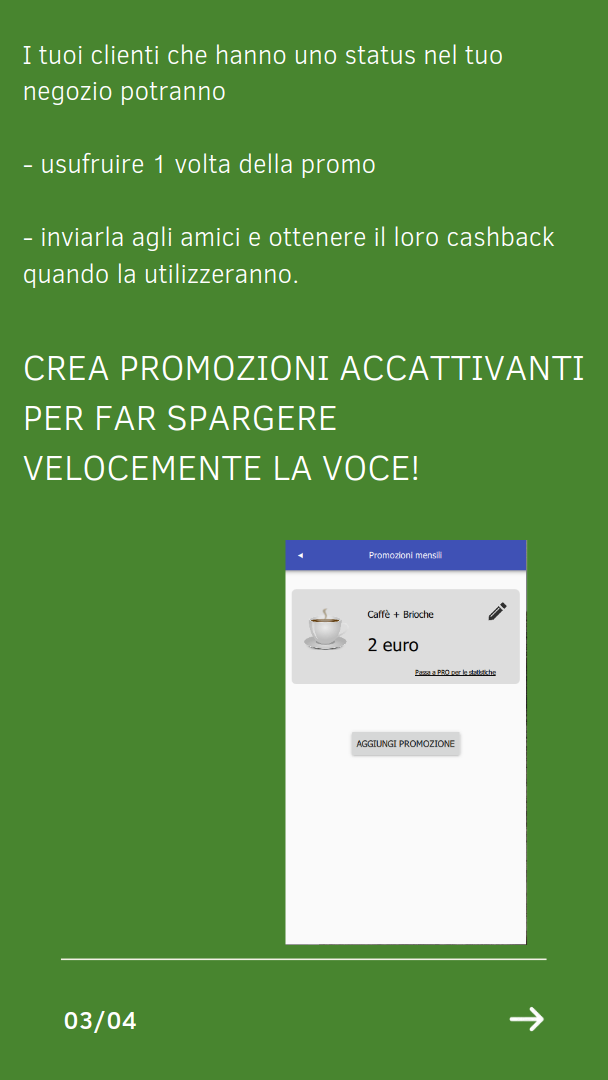 I tuoi clienti che hanno uno status nel tuo
negozio potranno
- usufruire 1 volta della promo
- inviarla agli amici e ottenere il loro cashback
quando la utilizzeranno.
CREA PROMOZIONI ACCATTIVANTI
PER FAR SPARGERE
VELOCEMENTE LA VOCE!
Promozioni mensili
Caffè + Brioche
2 euro
Passa a PRO per le statistiche
AGGIUNGI PROMOZIONE
03/04